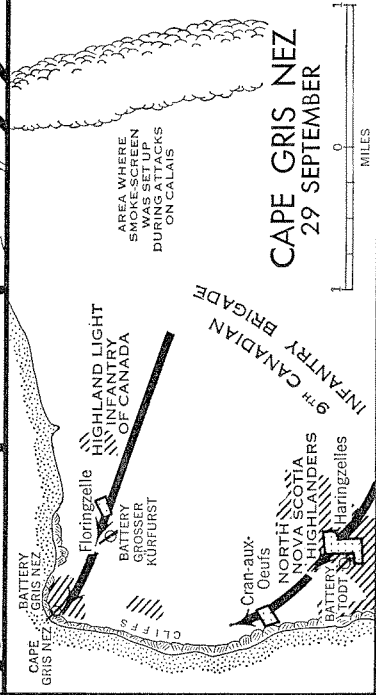 CAPE GRIS NEZ
29 SEPTEMBER
1 0 1
MILES
AREA WHERE
SMOKE-SCREEN
WAS SET UP
DURING ATTACKS
ON CALAIS
9TH CANADIAN
INFANTRY BRIGADE
BATTERY
GRIS NEZ
CAPE
GRIS NEZ
Floringzelle
HIGHLAND LIGHT
INFANTRY
OF CANADA
BATTERY
GROSSER
KÜRFURST
CLIFFS
Cran-aux-
Oeufs
NORTH
NOVA SCOTIA
HIGHLANDERS
BATTERY
TODT
Haringzelles